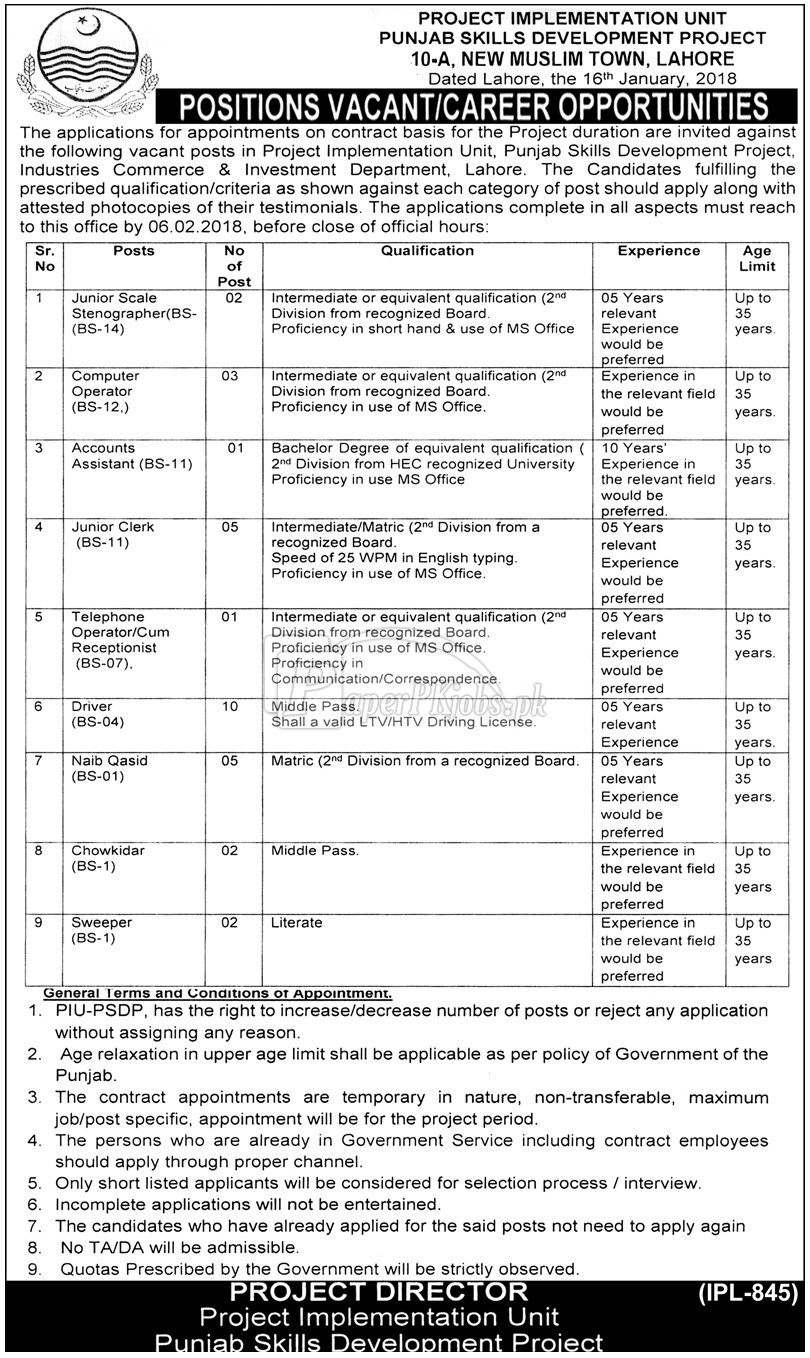 PROJECT IMPLEMENTATION UNIT
PUNJAB SKILLS DEVELOPMENT PROJECT
10-A, NEW MUSLIM TOWN, LAHORE
Dated Lahore, the 16th January, 2018
POSITIONS VACANT/CAREER OPPORTUNITIES
The applications for appointments on contract basis for the Project duration are invited against
the following vacant posts in Project Implementation Unit, Punjab Skills Development Project,
Industries Commerce & Investment Department, Lahore. The Candidates fulfilling the
prescribed qualification/criteria as shown against each category of post should apply along with
attested photocopies of their testimonials. The applications complete in all aspects must reach
to this office by 06.02.2018, before close of official hours:
Sr. No
Posts
No of Post
Qualification
Experience
Age Limit
1
Junior Scale
Stenographer(BS-
(BS-14)
02
Intermediate or equivalent qualification (2nd
Division from recognized Board.
Proficiency in short hand & use of MS Office
05 Years
relevant
Experience
would be
preferred
Up to
35
years.
2
Computer
Operator
(BS-12,)
03
Intermediate or equivalent qualification (2nd
Division from recognized Board.
Proficiency in use of MS Office.
Experience in
the relevant field
would be
preferred
Up to
35
years.
3
Accounts
Assistant (BS-11)
01
Bachelor Degree of equivalent qualification (
2nd Division from HEC recognized University
Proficiency in use MS Office
10 Years'
Experience in
the relevant field
would be
preferred.
Up to
35
years.
4
Junior Clerk
(BS-11)
05
Intermediate/Matric (2nd Division from a
recognized Board.
Speed of 25 WPM in English typing.
Proficiency in use of MS Office.
05 Years
relevant
Experience
would be
preferred
Up to
35
years.
5
Telephone
Operator/Cum
Receptionist
(BS-07),
01
Intermediate or equivalent qualification (2nd
Division from recognized Board.
Proficiency in use of MS Office.
Proficiency in
Communication/Correspondence.
05 Years
relevant
Experience
would be
preferred
Up to
35
years.
6
Driver
(BS-04)
10
Middle Pass.
Shall a valid LTV/HTV Driving License.
05 Years
relevant
Experience
Up to
35
years.
7
Naib Qasid
(BS-01)
05
Matric (2nd Division from a recognized Board.
05 Years
relevant
Experience
would be
preferred
Up to
35
years.
8
Chowkidar
(BS-1)
02
Middle Pass.
Experience in
the relevant field
would be
preferred
Up to
35
years
9
Sweeper
(BS-1)
02
Literate
Experience in
the relevant field
would be
preferred
Up to
35
years
PaperPKjobs.pk
General Terms and Conditions of Appointment.
1. PIU-PSDP, has the right to increase/decrease number of posts or reject any application
without assigning any reason.
2. Age relaxation in upper age limit shall be applicable as per policy of Government of the
Punjab.
3. The contract appointments are temporary in nature, non-transferable, maximum
job/post specific, appointment will be for the project period.
4. The persons who are already in Government Service including contract employees
should apply through proper channel.
5. Only short listed applicants will be considered for selection process / interview.
6. Incomplete applications will not be entertained.
7. The candidates who have already applied for the said posts not need to apply again
8. No TA/DA will be admissible.
9. Quotas Prescribed by the Government will be strictly observed.
PROJECT DIRECTOR (IPL-845)
Project Implementation Unit
Punjab Skills Development Project